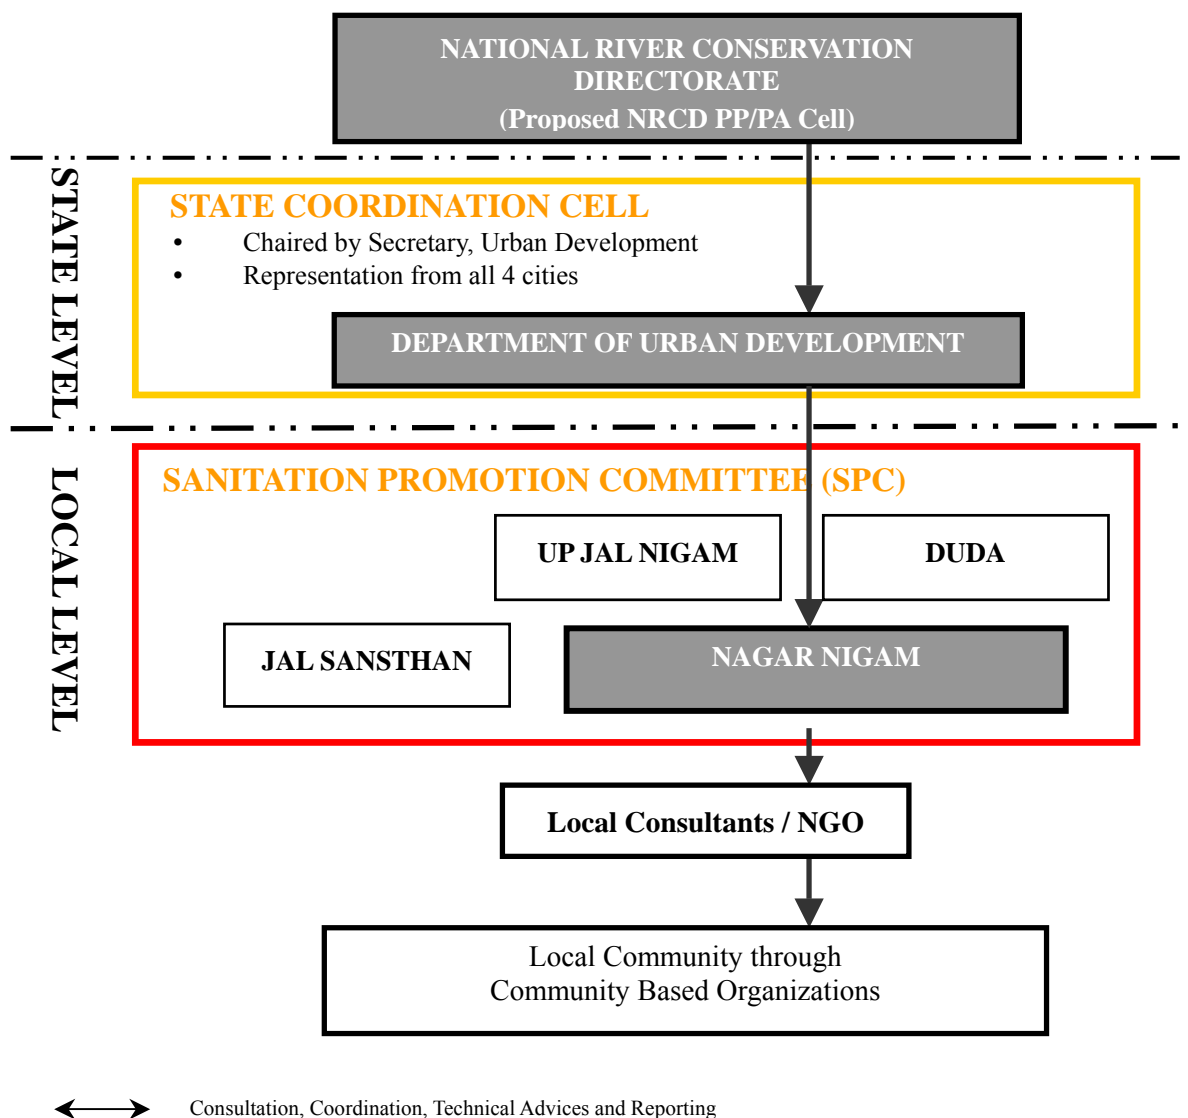 NATIONAL RIVER CONSERVATION
DIRECTORATE
(Proposed NRCD PP/PA Cell)
STATE LEVEL
STATE COORDINATION CELL
• Chaired by Secretary, Urban Development
• Representation from all 4 cities
DEPARTMENT OF URBAN DEVELOPMENT
LOCAL LEVEL
SANITATION PROMOTION COMMITTEE (SPC)
UP JAL NIGAM
DUDA
JAL SANSTHAN
NAGAR NIGAM
Local Consultants / NGO
Local Community through
Community Based Organizations
Consultation, Coordination, Technical Advices and Reporting